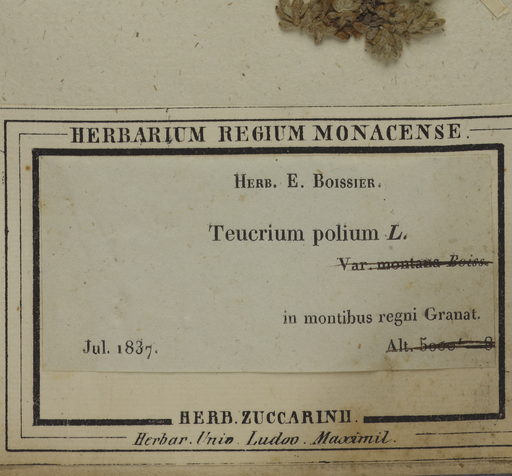 HERBARIUM REGIUM MONACENSE.
HERB. E. BOISSIER.
Teucrium polium L.
Var. montana Boiss.
in montibus regni Granat.
Jul. 1837.
Alt.
HERB. ZUCCARINII.
Herbar. Univ. Ludov. Maximil.